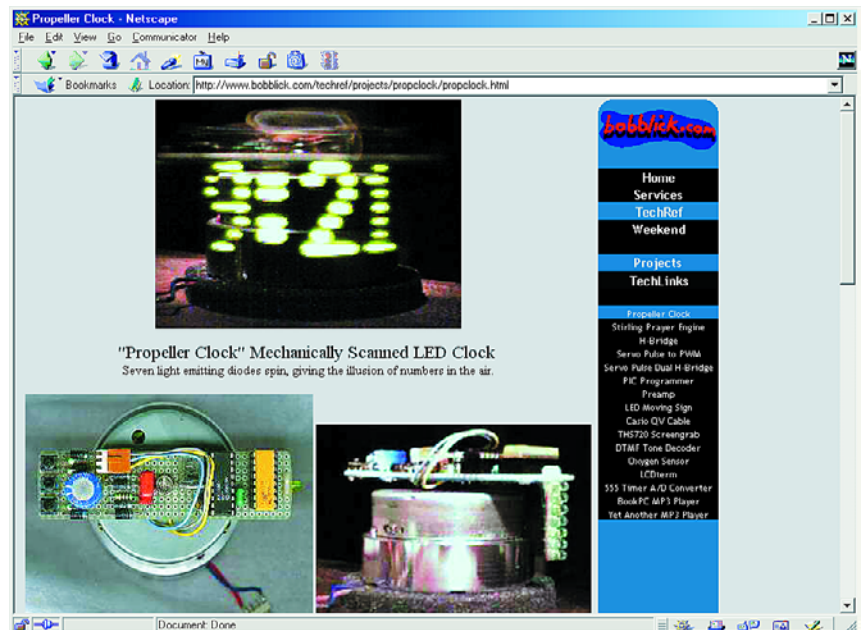 Propeller Clock - Netscape
File Edit View Go Communicator Help
Bookmarks Location: http://www.bobblick.com/techref/projects/propclock/propclock.html
bobblick.com
Home
Services
TechRef
Weekend
Projects
TechLinks
Propeller Clock
Stirling Prayer Engine
H-Bridge
Servo Pulse to PWM
Servo Pulse Dual H-Bridge
PIC Programmer
Preamp
LED Moving Sign
Casio QV Cable
THS720 Screengrab
DTMF Tone Decoder
Oxygen Sensor
LCDterm
555 Timer A/D Converter
BookPC MP3 Player
Yet Another MP3 Player
"Propeller Clock" Mechanically Scanned LED Clock
Seven light emitting diodes spin, giving the illusion of numbers in the air.
Document: Done